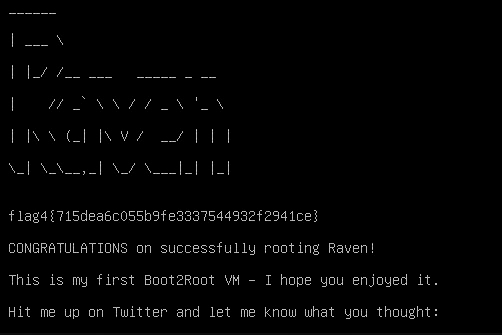 ______
| ___ \
| |_/ /__ ___   _____ _ __
|    // _` \ \ / / _ \ '_ \
| |\ \ (_| |\ V /  __/ | | |
\_| \_\__,_| \_/ \___|_| |_|
flag4{715dea6c055b9fe3337544932f2941ce}
CONGRATULATIONS on successfully rooting Raven!
This is my first Boot2Root VM - I hope you enjoyed it.
Hit me up on Twitter and let me know what you thought: